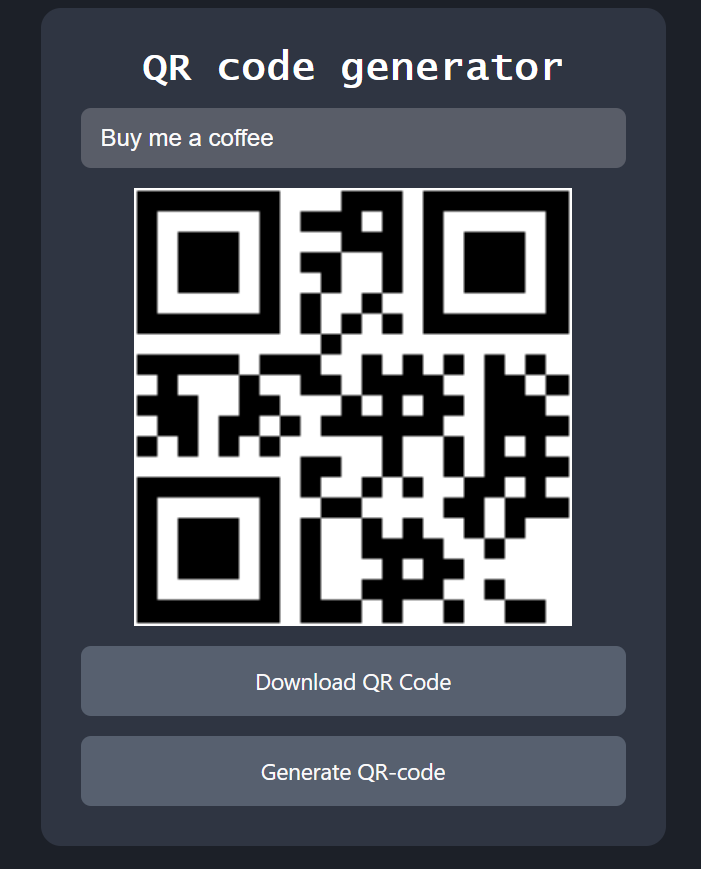 QR code generator
Buy me a coffee
Download QR Code
Generate QR-code